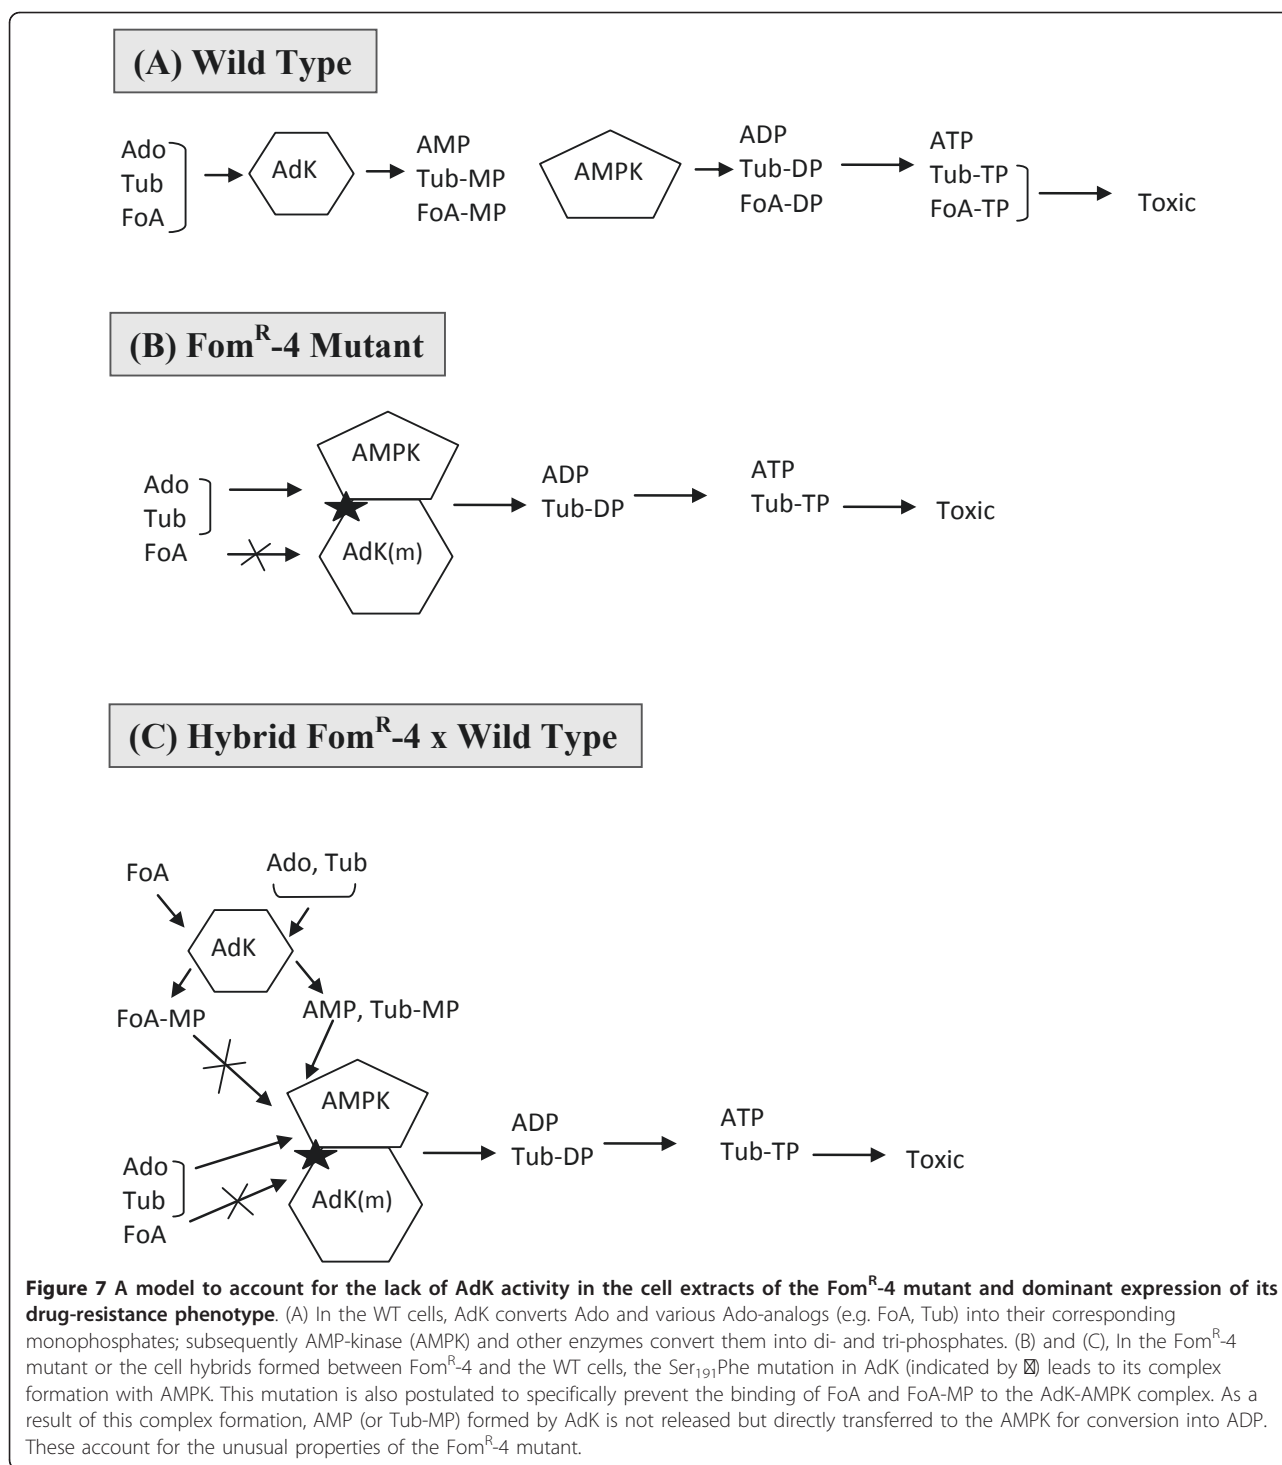 (A) Wild Type
Ado
Tub
FoA
AdK
AMP
Tub-MP
FoA-MP
AMPK
ADP
Tub-DP
FoA-DP
ATP
Tub-TP
FoA-TP
Toxic
(B) Fom^R-4 Mutant
Ado
Tub
FoA
AMPK
AdK(m)
ADP
Tub-DP
ATP
Tub-TP
Toxic
(C) Hybrid Fom^R-4 x Wild Type
FoA
Ado, Tub
AdK
FoA-MP
AMP, Tub-MP
AMPK
Ado
Tub
FoA
AdK(m)
ADP
Tub-DP
ATP
Tub-TP
Toxic
Figure 7 A model to account for the lack of AdK activity in the cell extracts of the Fom^R-4 mutant and dominant expression of its
drug-resistance phenotype. (A) In the WT cells, AdK converts Ado and various Ado-analogs (e.g. FoA, Tub) into their corresponding
monophosphates; subsequently AMP-kinase (AMPK) and other enzymes convert them into di- and tri-phosphates. (B) and (C), In the Fom^R-4
mutant or the cell hybrids formed between Fom^R-4 and the WT cells, the Ser₁₉₁Phe mutation in AdK (indicated by ⊠) leads to its complex
formation with AMPK. This mutation is also postulated to specifically prevent the binding of FoA and FoA-MP to the AdK-AMPK complex. As a
result of this complex formation, AMP (or Tub-MP) formed by AdK is not released but directly transferred to the AMPK for conversion into ADP.
These account for the unusual properties of the Fom^R-4 mutant.